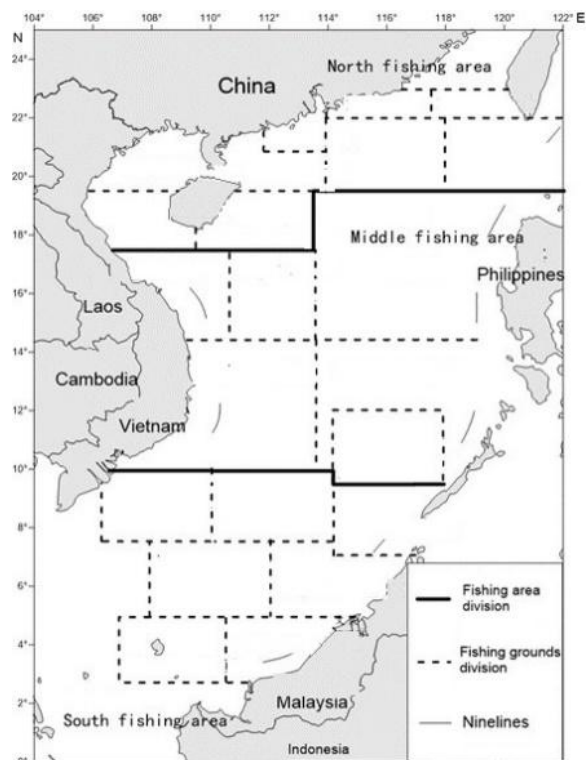 104° 106° 108° 110° 112° 114° 116° 118° 120° 122° E
N
24°
22°
20°
18°
16°
14°
12°
10°
8°
6°
4°
2°
0°
North fishing area
China
Middle fishing area
Philippines
Laos
Cambodia
Vietnam
South fishing area
Malaysia
Indonesia
Fishing area
division
Fishing grounds
division
Ninelines